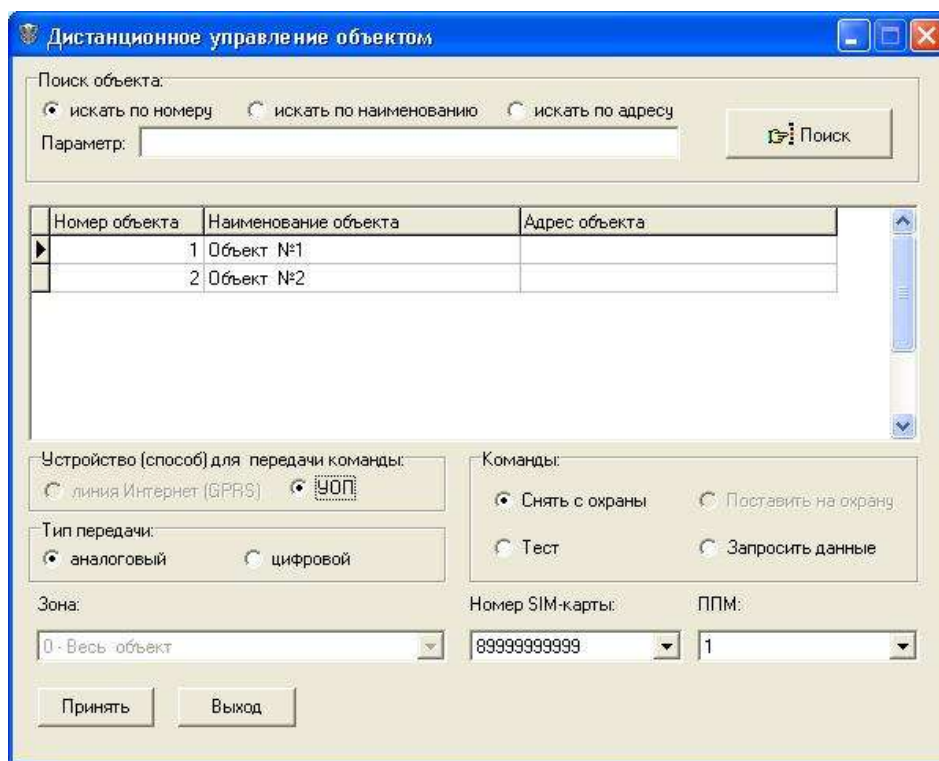 Дистанционное управление объектом
Поиск объекта:
искать по номеру искать по наименованию искать по адресу
Параметр:
Поиск
Номер объекта Наименование объекта Адрес объекта
1 Объект №1
2 Объект №2
Устройство (способ) для передачи команды:
линия Интернет (GPRS) УОП
Тип передачи:
аналоговый цифровой
Команды:
Снять с охраны Поставить на охрану
Тест Запросить данные
Зона: Номер SIM-карты: ППМ:
0 - Весь объект 89999999999 1
Принять Выход